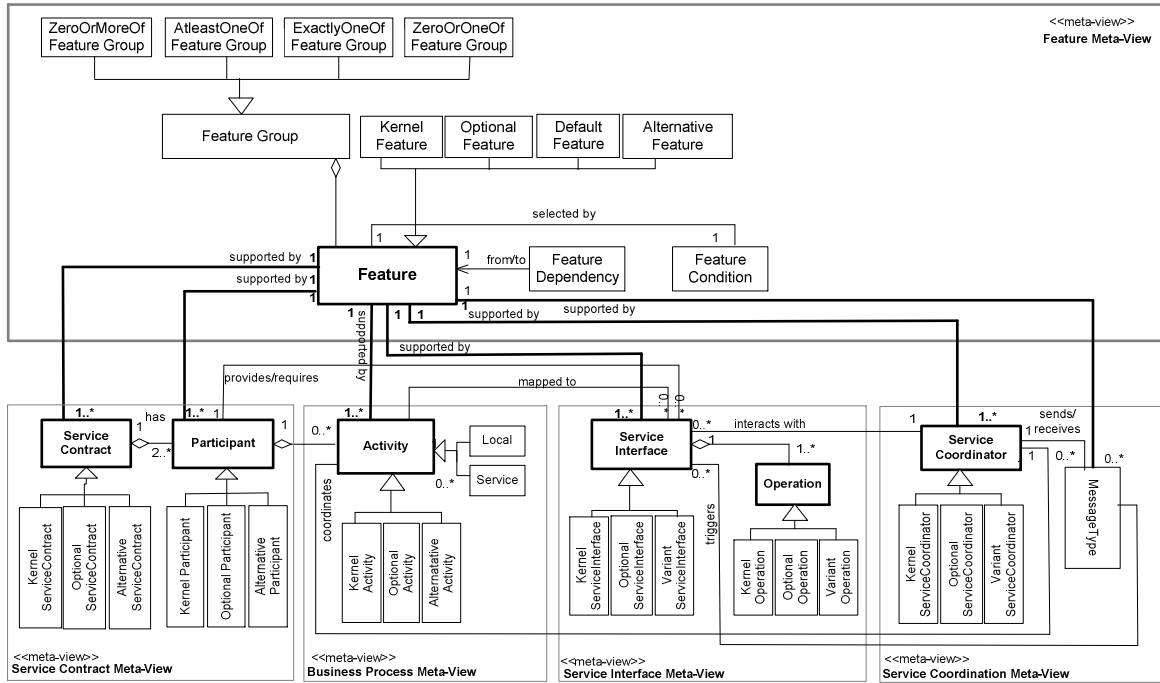 ZeroOrMoreOf
Feature Group
AtleastOneOf
Feature Group
ExactlyOneOf
Feature Group
ZeroOrOneOf
Feature Group
<<meta-view>>
Feature Meta-View
Feature Group
Kernel
Feature
Optional
Feature
Default
Feature
Alternative
Feature
selected by
1
1
Feature
1
from/to
Feature
Dependency
Feature
Condition
supported by
1
supported by
1
1
1
1
1
1
1
supported by
supported by
supported by
supported by
provides/requires
mapped to
1..*
has
1..*
1
1..*
0..*
0..*
1..*
1..*
Service
Contract
1
2..*
Participant
1
0..*
Activity
0..*
Local
Service
Service
Interface
0..*
1
1..*
0..*
interacts with
1
Operation
Service
Coordinator
1
sends/
receives
0..*
1
0..*
MessageType
coordinates
triggers
Kernel
ServiceContract
Optional
ServiceContract
Alternative
ServiceContract
Kernel Participant
Optional Participant
Alternative
Participant
Kernel
Activity
Optional
Activity
Alternatative
Activity
Kernel
ServiceInterface
Optional
ServiceInterface
Variant
ServiceInterface
Kernel
Operation
Optional
Operation
Variant
Operation
Kernel
ServiceCoordinator
Optional
ServiceCoordinator
Variant
ServiceCoordinator
<<meta-view>>
Service Contract Meta-View
<<meta-view>>
Business Process Meta-View
<<meta-view>>
Service Interface Meta-View
<<meta-view>>
Service Coordination Meta-View